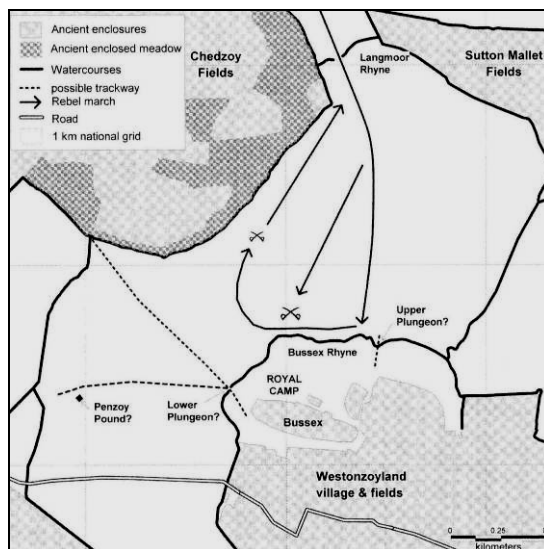 Ancient enclosures
Ancient enclosed meadow
Watercourses
possible trackway
Rebel march
Road
1 km national grid
Chedzoy
Fields
Langmoor
Rhyne
Sutton Mallet
Fields
Upper
Plungeon?
Bussex Rhyne
ROYAL
CAMP
Lower
Plungeon?
Bussex
Penzoy
Pound?
Westonzoyland
village & fields
0 0.25
kilometers